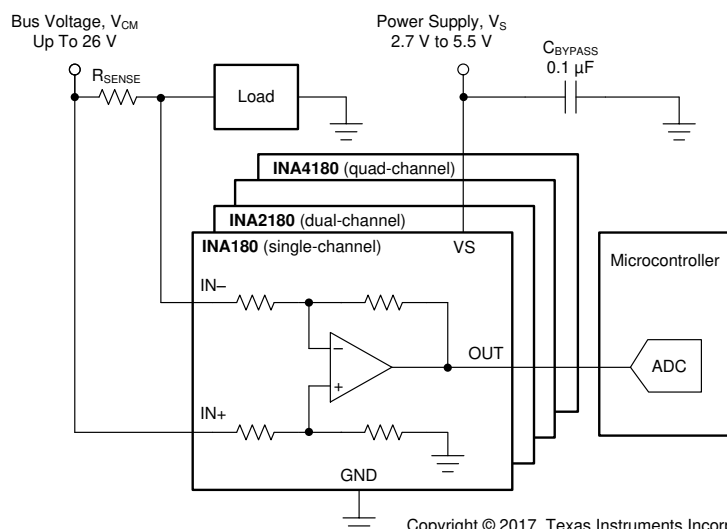 Bus Voltage, VCM
Up To 26 V
Power Supply, VS
2.7 V to 5.5 V
CBYPASS
0.1 µF
RSENSE
Load
INA4180 (quad-channel)
INA2180 (dual-channel)
INA180 (single-channel)
VS
Microcontroller
IN−
−
OUT
ADC
+
IN+
GND
Copyright © 2017, Texas Instruments Incor